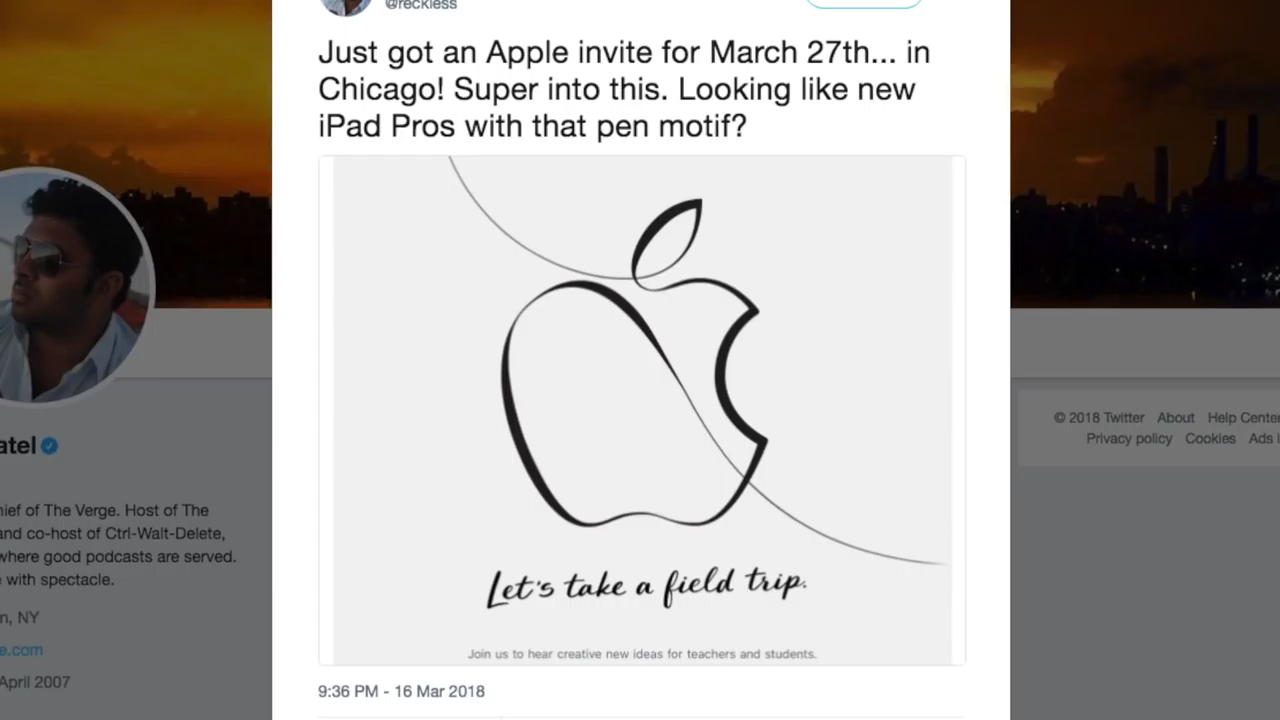 @reckless
Just got an Apple invite for March 27th... in
Chicago! Super into this. Looking like new
iPad Pros with that pen motif?
Let's take a field trip.
Join us to hear creative new ideas for teachers and students.
9:36 PM - 16 Mar 2018
atel
hief of The Verge. Host of The
and co-host of Ctrl-Walt-Delete,
where good podcasts are served.
with spectacle.
n, NY
e.com
April 2007
© 2018 Twitter About Help Center
Privacy policy Cookies Ads